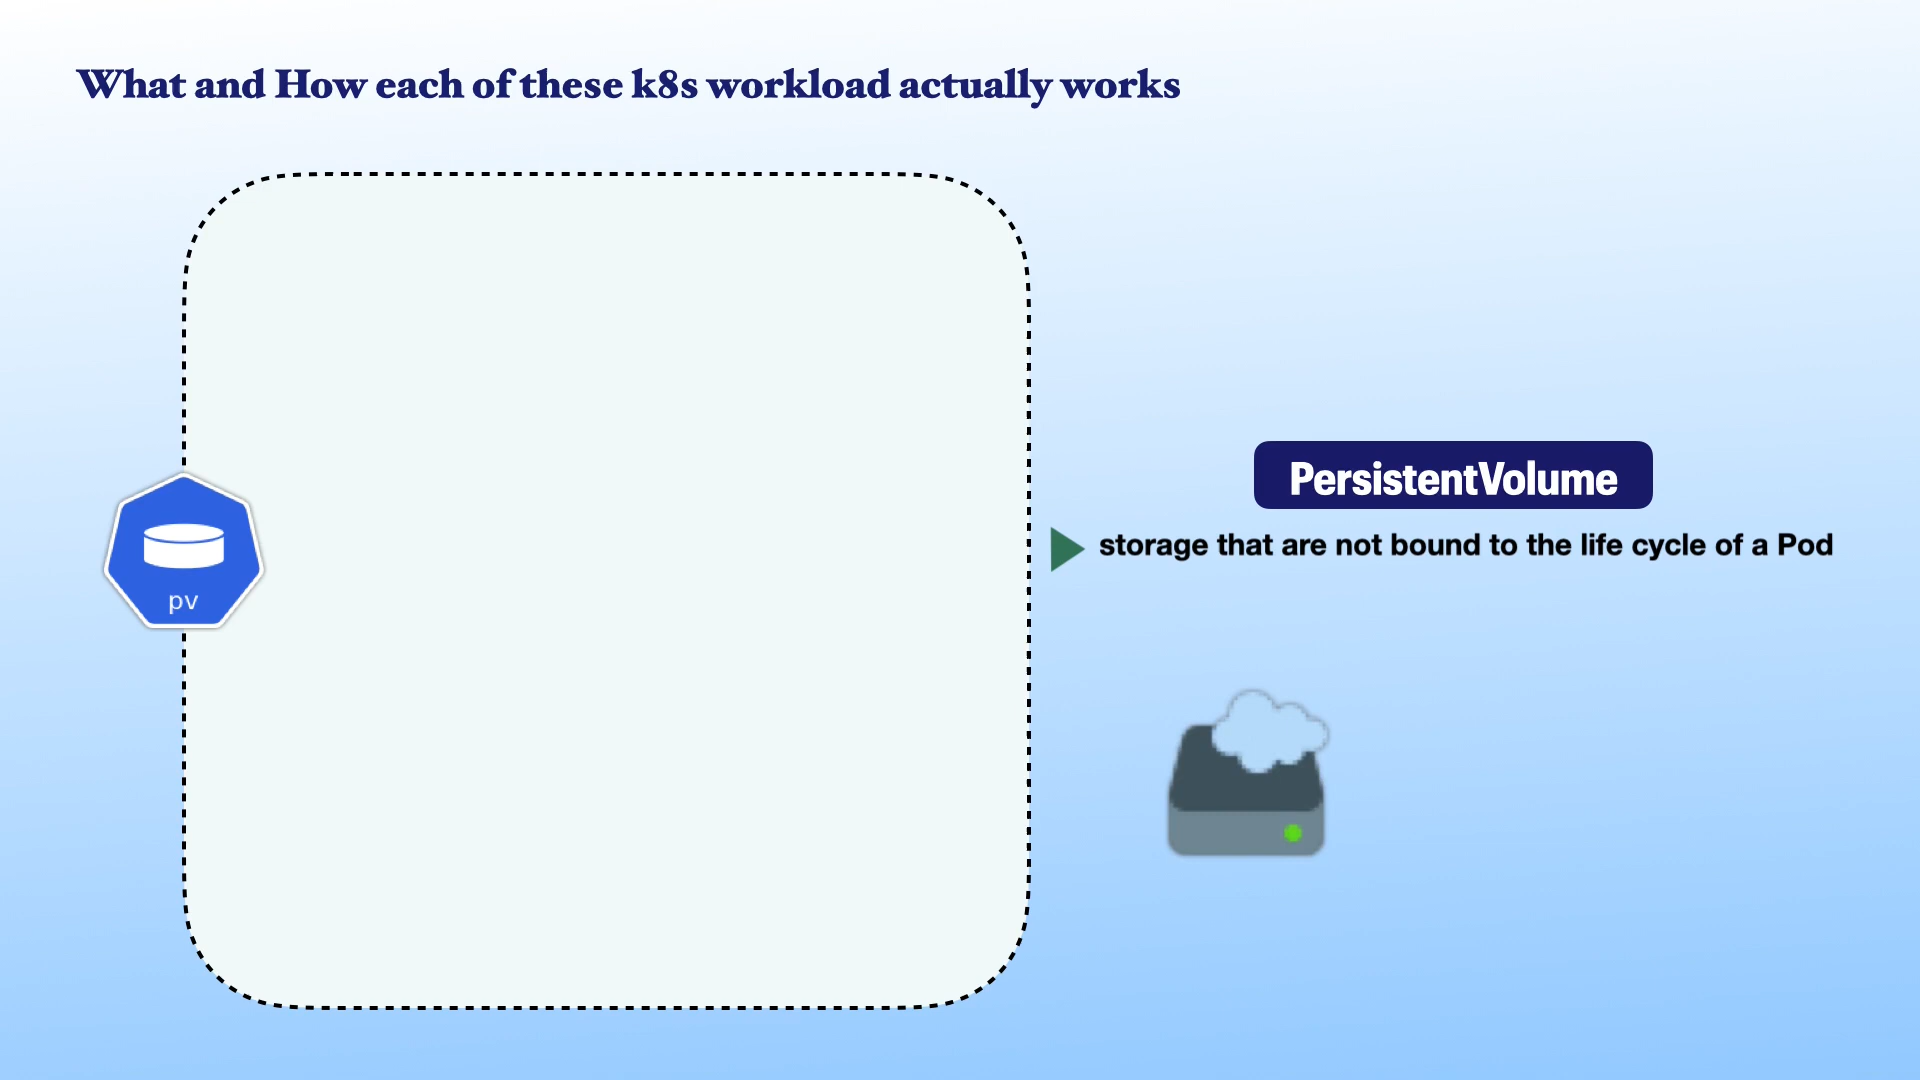 What and How each of these k8s workload actually works
pv
PersistentVolume
storage that are not bound to the life cycle of a Pod